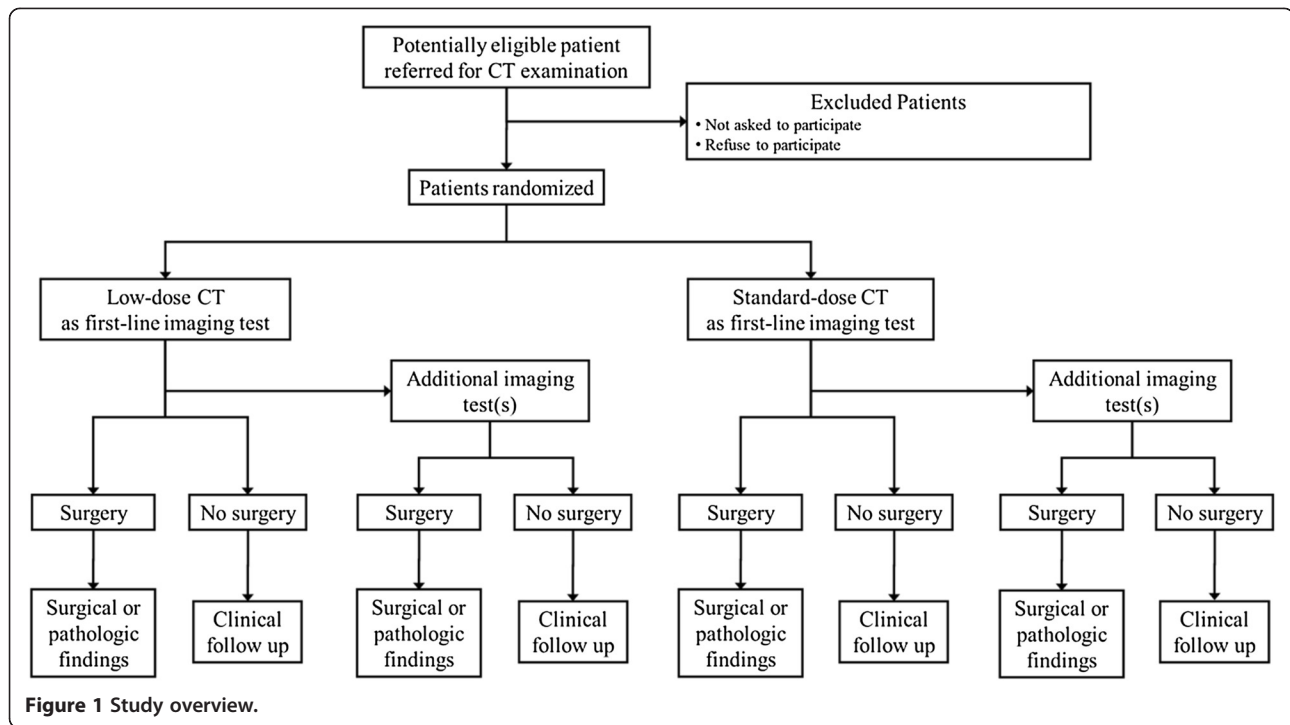 Potentially eligible patient
referred for CT examination
Excluded Patients
• Not asked to participate
• Refuse to participate
Patients randomized
Low-dose CT
as first-line imaging test
Standard-dose CT
as first-line imaging test
Additional imaging
test(s)
Additional imaging
test(s)
Surgery
No surgery
Surgery
No surgery
Surgery
No surgery
Surgery
No surgery
Surgical or
pathologic
findings
Clinical
follow up
Surgical or
pathologic
findings
Clinical
follow up
Surgical or
pathologic
findings
Clinical
follow up
Surgical or
pathologic
findings
Clinical
follow up
Figure 1 Study overview.